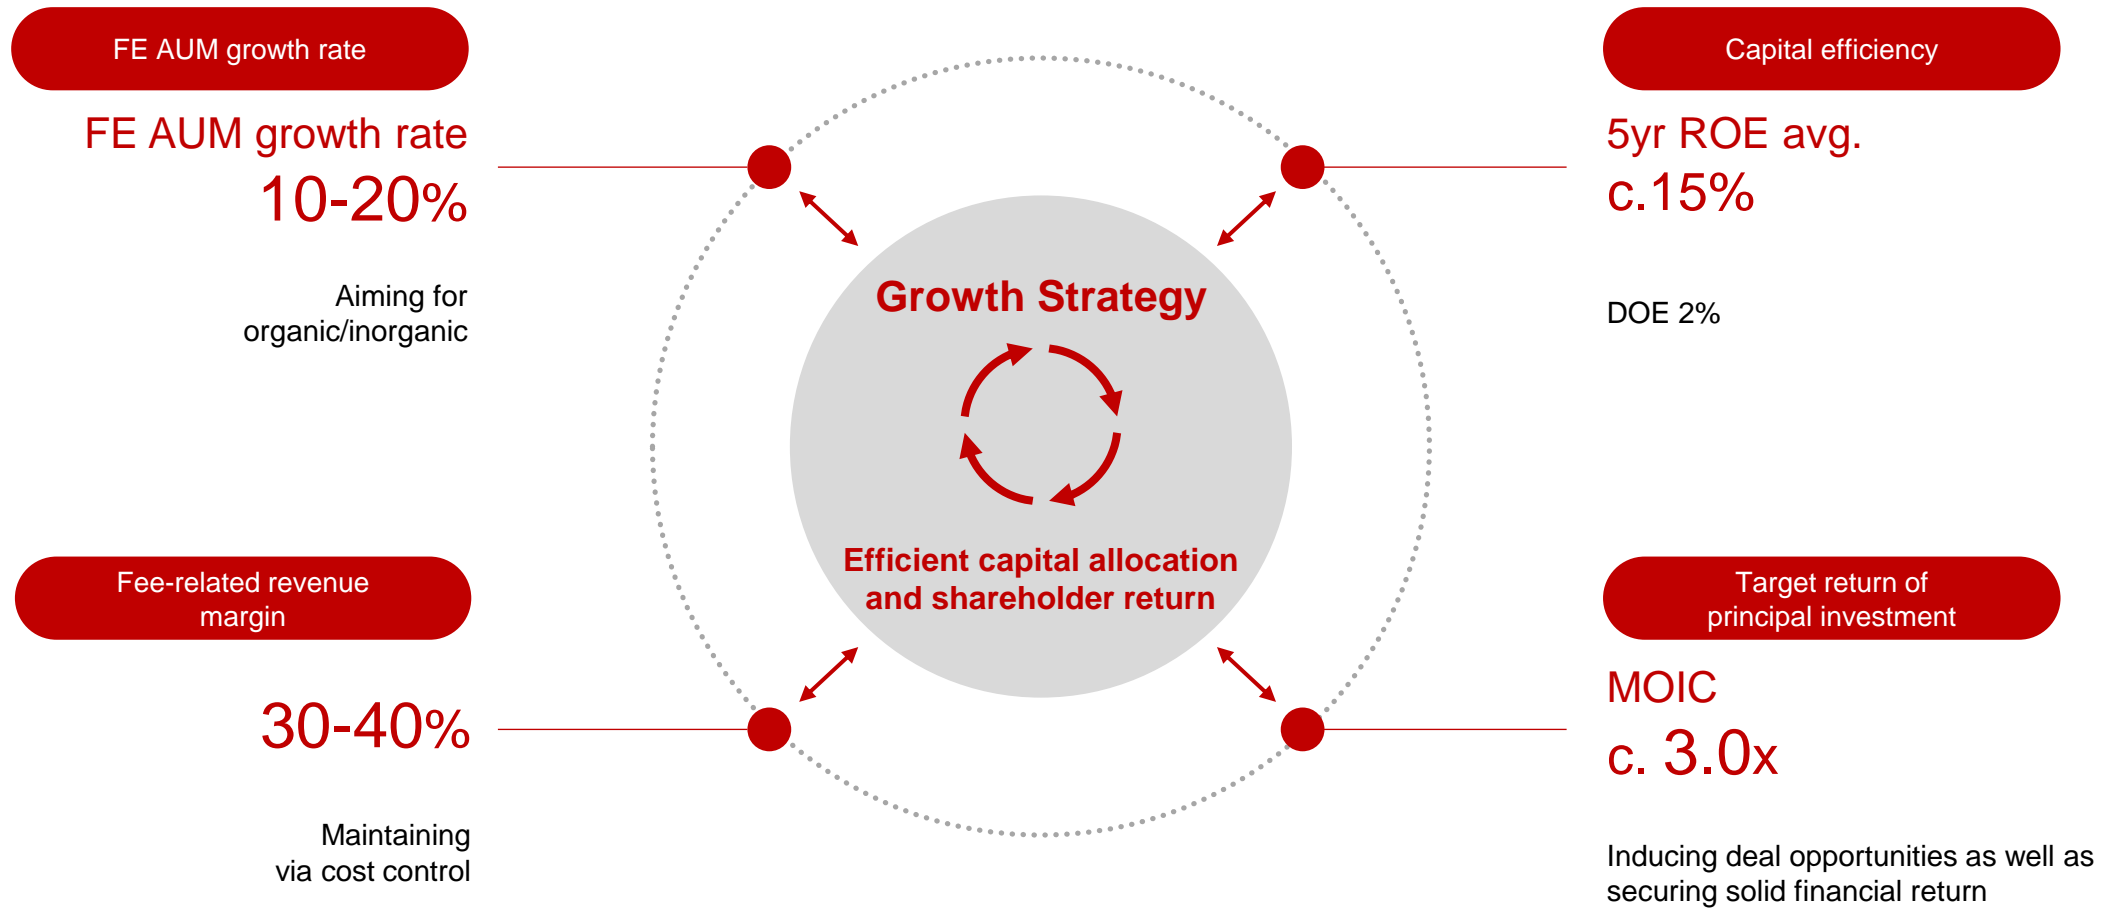 FE AUM growth rate
FE AUM growth rate
10-20%
Aiming for
organic/inorganic
Capital efficiency
5yr ROE avg.
c.15%
DOE 2%
Growth Strategy
Efficient capital allocation
and shareholder return
Fee-related revenue
margin
30-40%
Maintaining
via cost control
Target return of
principal investment
MOIC
c. 3.0x
Inducing deal opportunities as well as
securing solid financial return